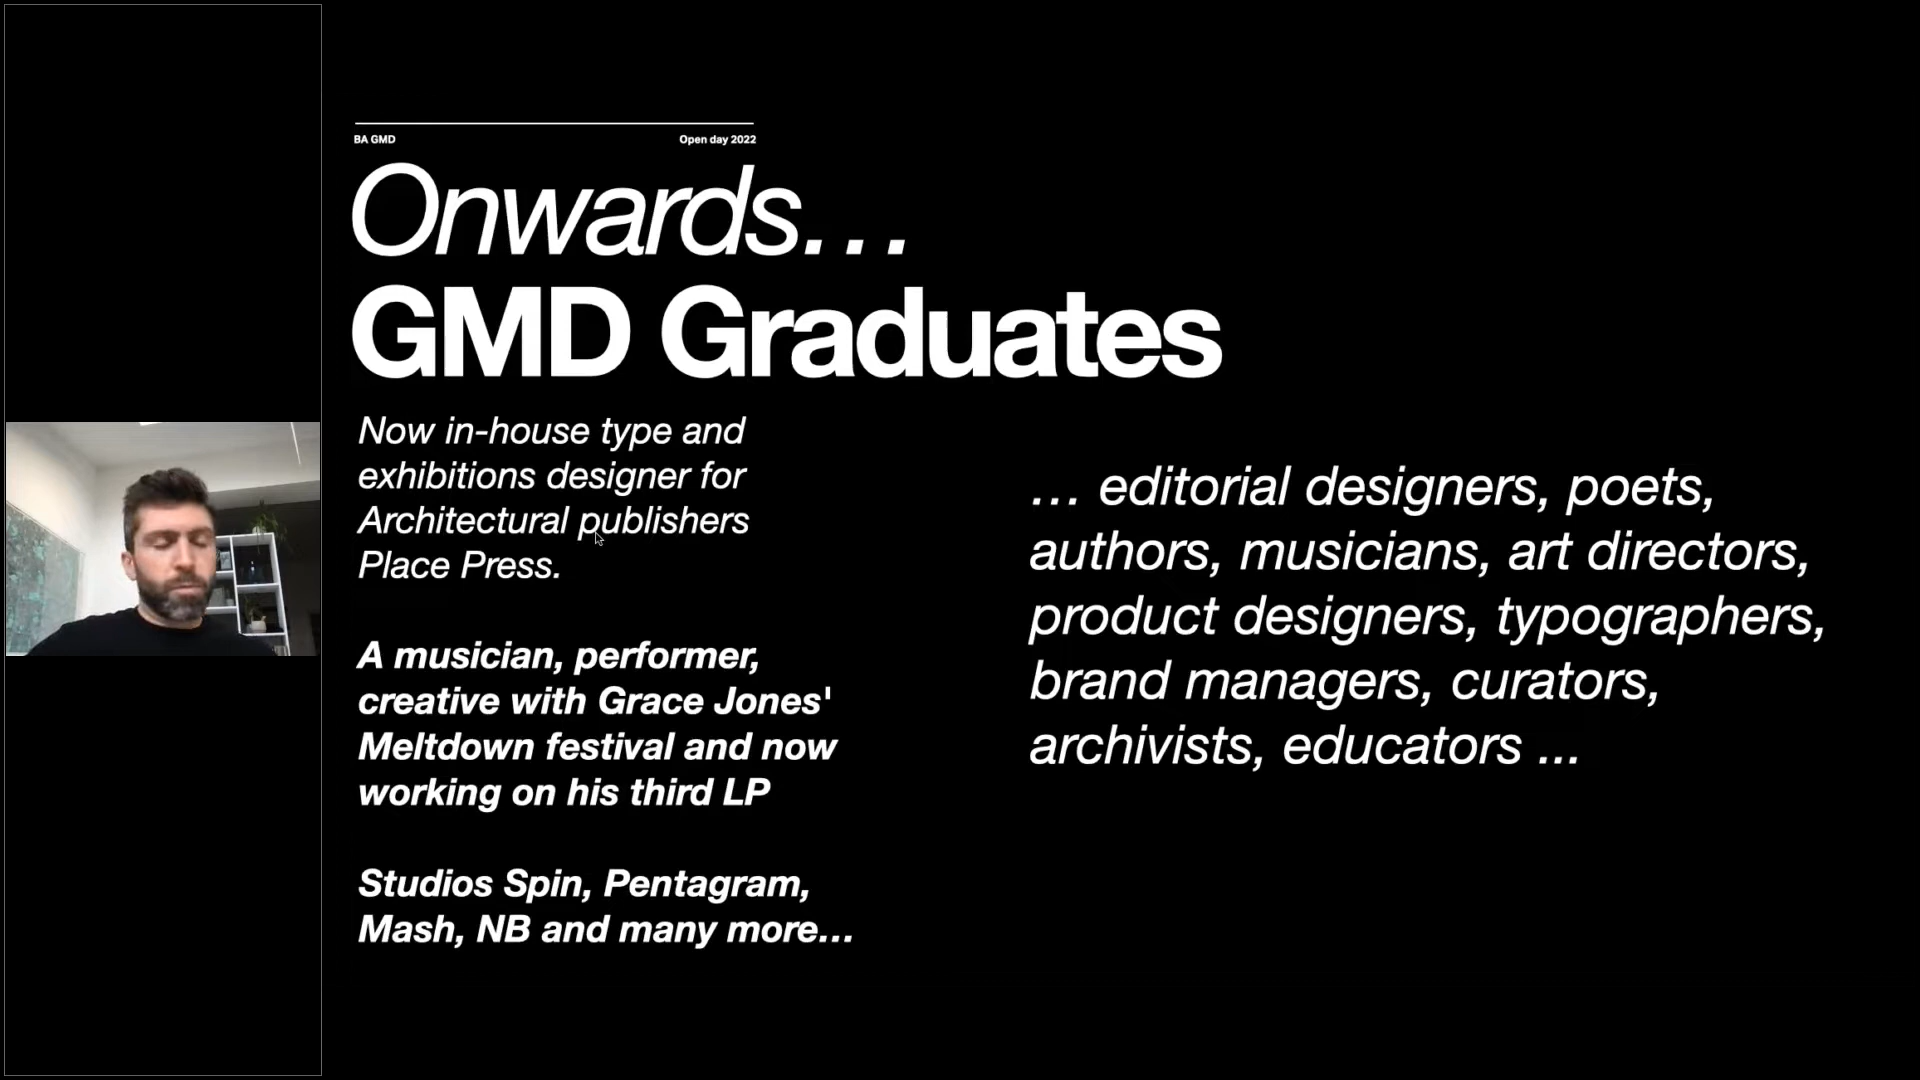 BA GMD
Open day 2022
Onwards…
GMD Graduates
Now in-house type and
exhibitions designer for
Architectural publishers
Place Press.
A musician, performer,
creative with Grace Jones'
Meltdown festival and now
working on his third LP
Studios Spin, Pentagram,
Mash, NB and many more…
… editorial designers, poets,
authors, musicians, art directors,
product designers, typographers,
brand managers, curators,
archivists, educators ...